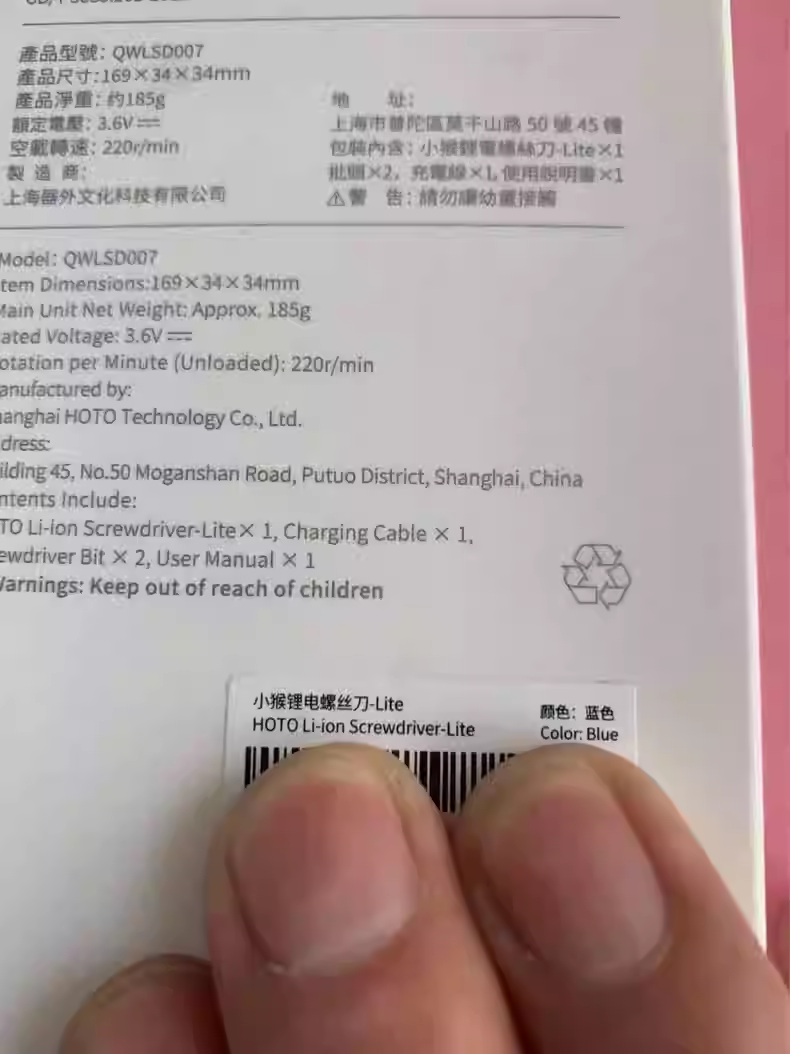 產品型號: QWLSD007
產品尺寸:169×34×34mm
產品淨重: 約185g
額定電壓: 3.6V
空載轉速: 220r/min
製 造 商:
上海器外文化科技有限公司
地 址:
上海市普陀區莫干山路 50 號 45 幢
包裝內含: 小猴鋰電螺絲刀-Lite×1
批頭×2, 充電線×1, 使用說明書×1
⚠警 告: 請勿讓幼童接觸
Model: QWLSD007
tem Dimensions:169×34×34mm
Main Unit Net Weight: Approx. 185g
ated Voltage: 3.6V
otation per Minute (Unloaded): 220r/min
anufactured by:
hanghai HOTO Technology Co., Ltd.
dress:
ilding 45, No.50 Moganshan Road, Putuo District, Shanghai, China
ntents Include:
TO Li-ion Screwdriver-Lite× 1, Charging Cable × 1,
ewdriver Bit × 2, User Manual × 1
Warnings: Keep out of reach of children
小猴锂电螺丝刀-Lite
HOTO Li-ion Screwdriver-Lite
颜色: 蓝色
Color: Blue